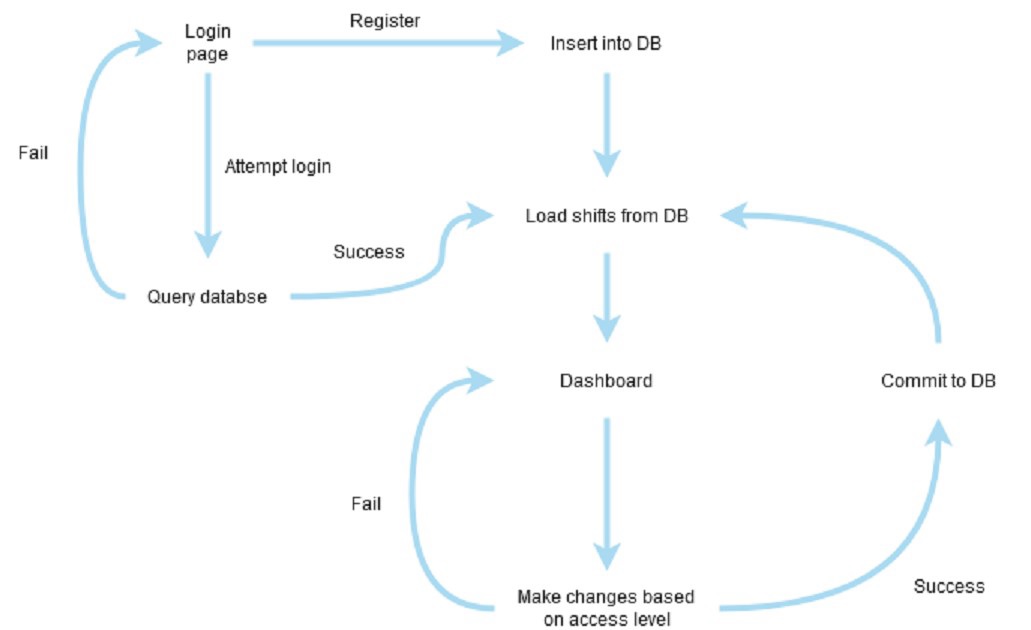 Register
Login
page
Insert into DB
Fail
Attempt login
Load shifts from DB
Success
Query databse
Dashboard
Commit to DB
Fail
Success
Make changes based
on access level